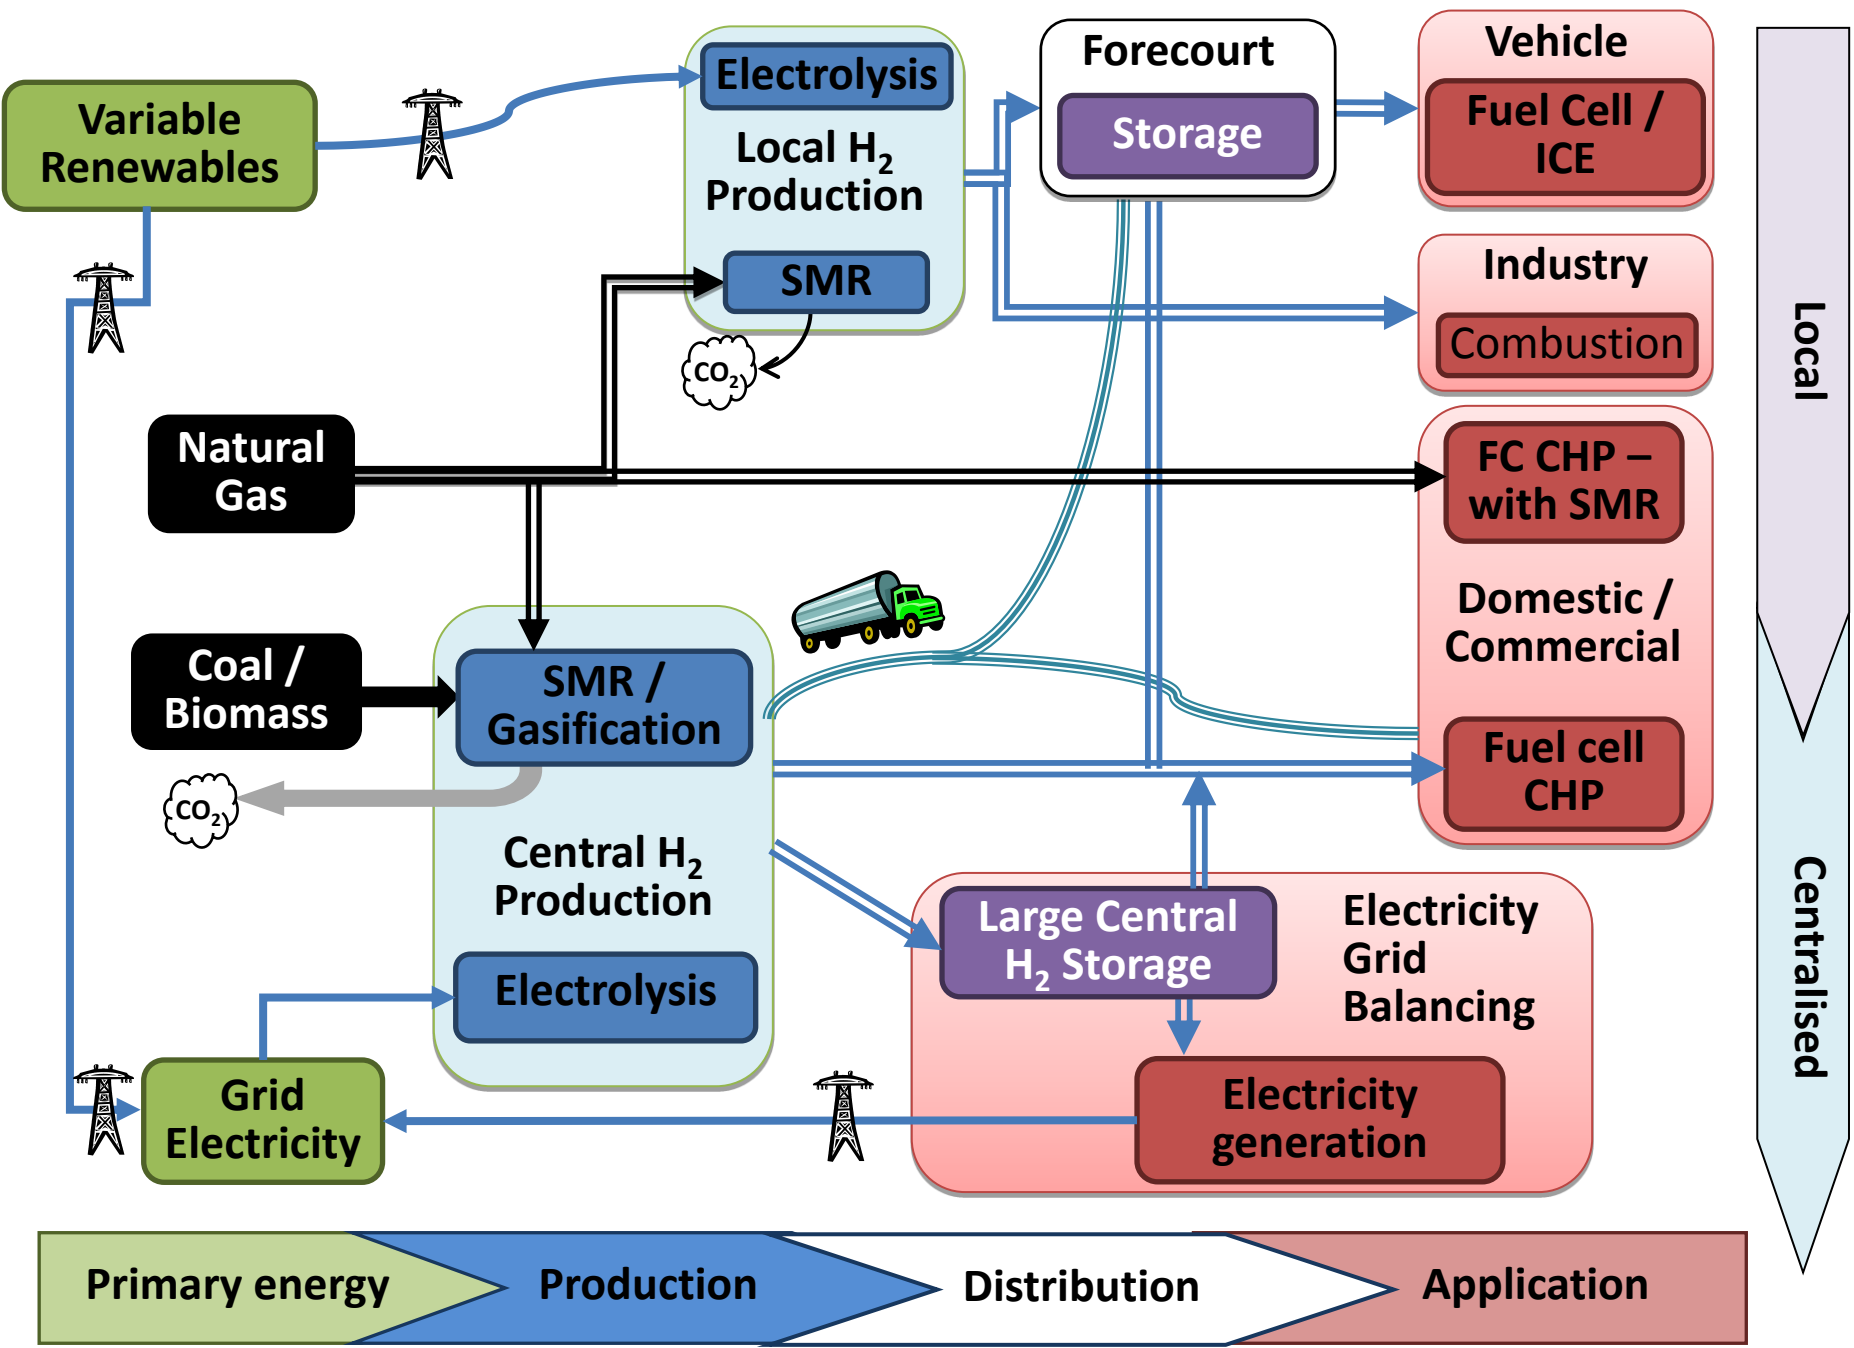 Variable
Renewables
Electrolysis
Local H₂
Production
SMR
CO₂
Forecourt
Storage
Vehicle
Fuel Cell /
ICE
Industry
Combustion
Natural
Gas
FC CHP –
with SMR
Domestic /
Commercial
Fuel cell
CHP
Coal /
Biomass
SMR /
Gasification
CO₂
Central H₂
Production
Electrolysis
Large Central
H₂ Storage
Electricity
Grid
Balancing
Electricity
generation
Grid
Electricity
Local
Centralised
Primary energy
Production
Distribution
Application